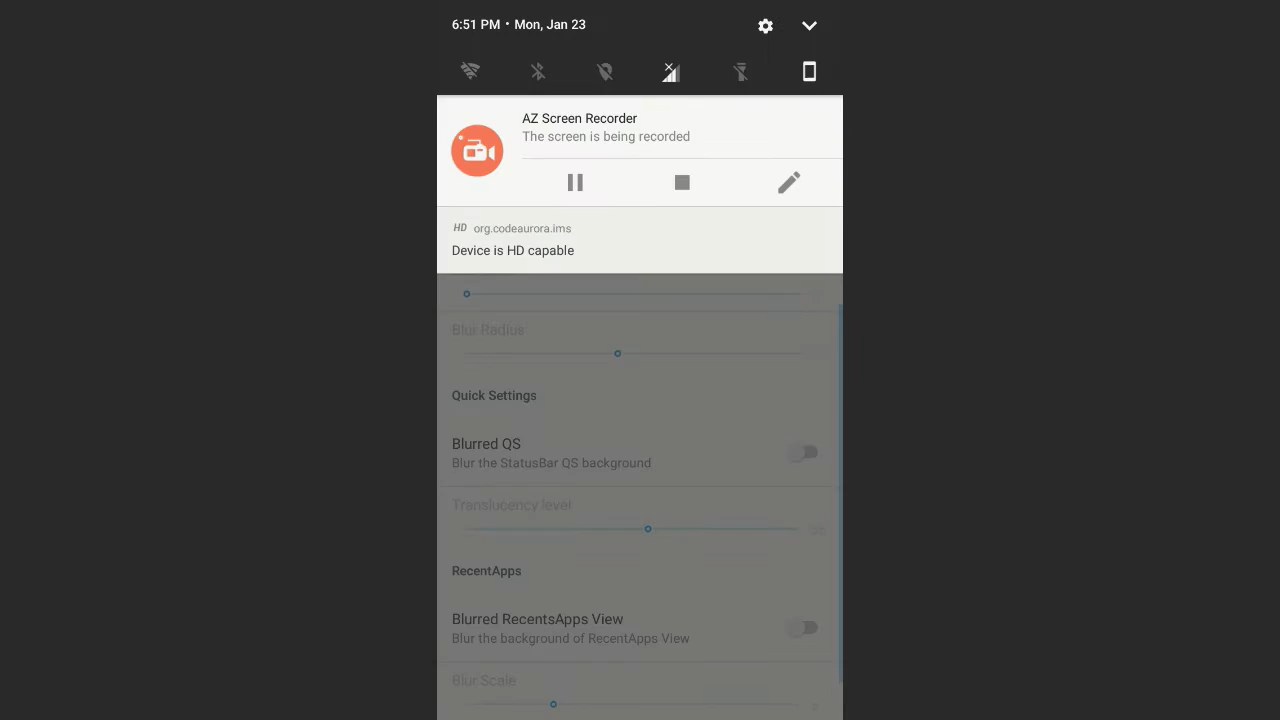 6:51 PM • Mon, Jan 23
AZ Screen Recorder
The screen is being recorded
HD org.codeaurora.ims
Device is HD capable
Blur Radius
Quick Settings
Blurred QS
Blur the StatusBar QS background
Translucency level
RecentApps
Blurred RecentsApps View
Blur the background of RecentApps View
Blur Scale